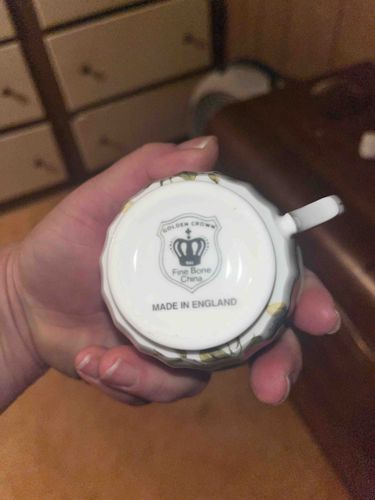 GOLDEN CROWN
Fine Bone
China
MADE IN ENGLAND